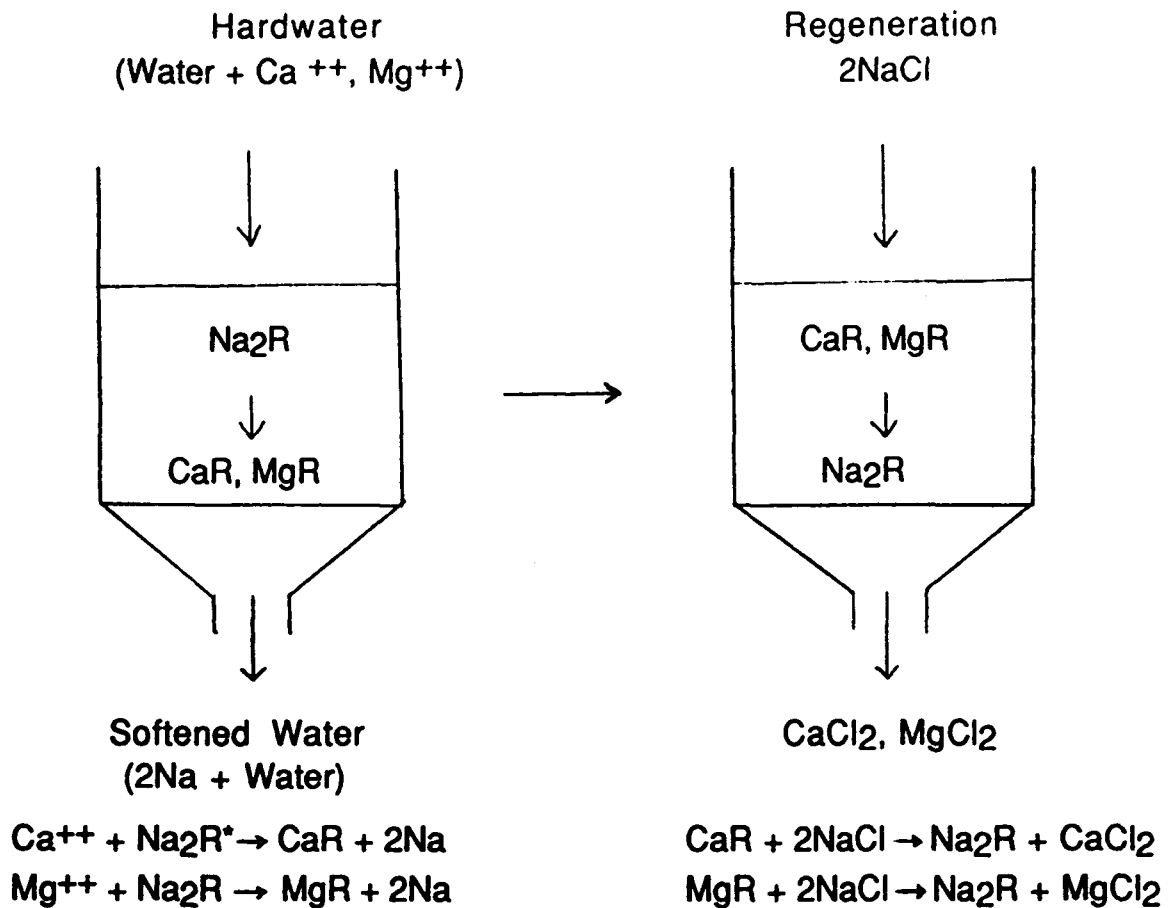 Hardwater
(Water + Ca ++, Mg++)
Na2R
CaR, MgR
Softened Water
(2Na + Water)
Ca++ + Na2R* → CaR + 2Na
Mg++ + Na2R → MgR + 2Na
Regeneration
2NaCl
CaR, MgR
Na2R
CaCl2, MgCl2
CaR + 2NaCl → Na2R + CaCl2
MgR + 2NaCl → Na2R + MgCl2